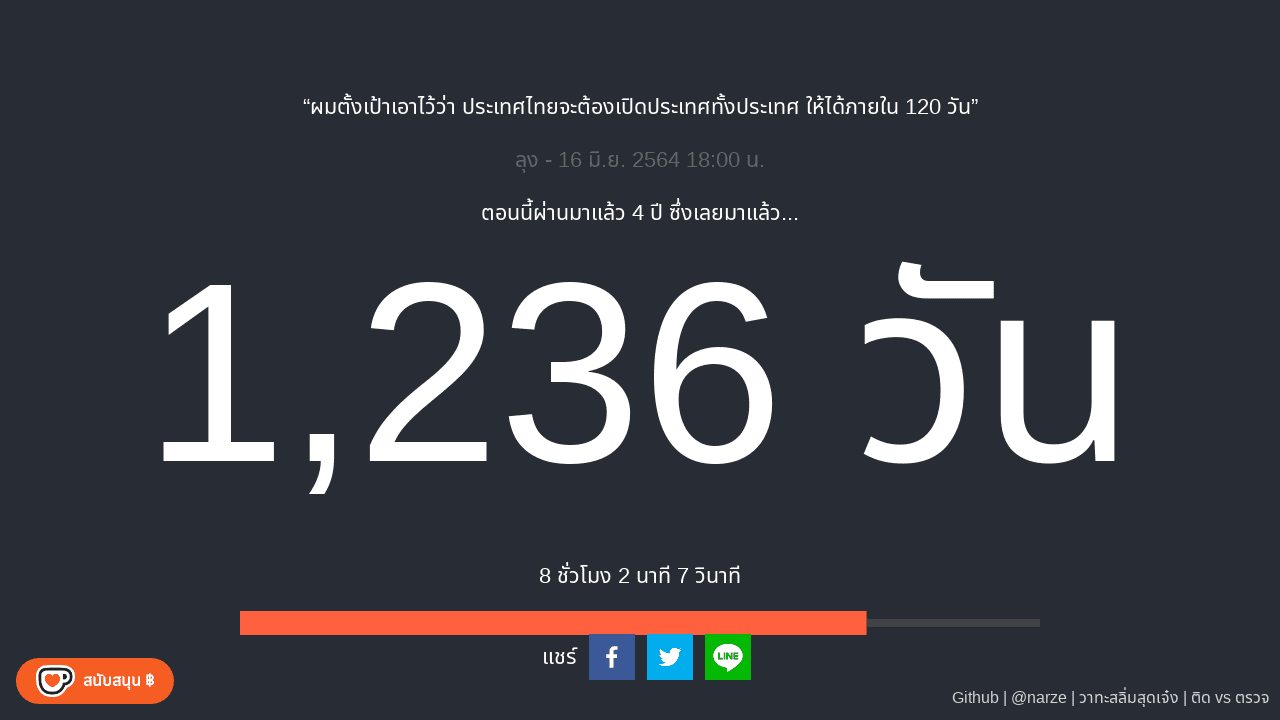 “ผมตั้งเป้าเอาไว้ว่า ประเทศไทยจะต้องเปิดประเทศทั้งประเทศ ให้ได้ภายใน 120 วัน”
ลุง - 16 มิ.ย. 2564 18:00 น.
ตอนนี้ผ่านมาแล้ว 4 ปี ซึ่งเลยมาแล้ว...
1,236 วัน
8 ชั่วโมง 2 นาที 7 วินาที
แชร์
LINE
สนับสนุน ฿
Github | @narze | วาทะสลิ่มสุดเจ๋ง | ติด vs ตรวจ